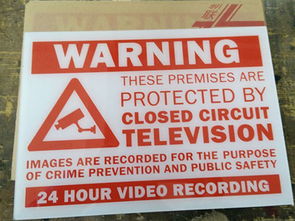 WARNING
THESE PREMISES ARE
PROTECTED BY
CLOSED CIRCUIT
TELEVISION
IMAGES ARE RECORDED FOR THE PURPOSE
OF CRIME PREVENTION AND PUBLIC SAFETY
24 HOUR VIDEO RECORDING